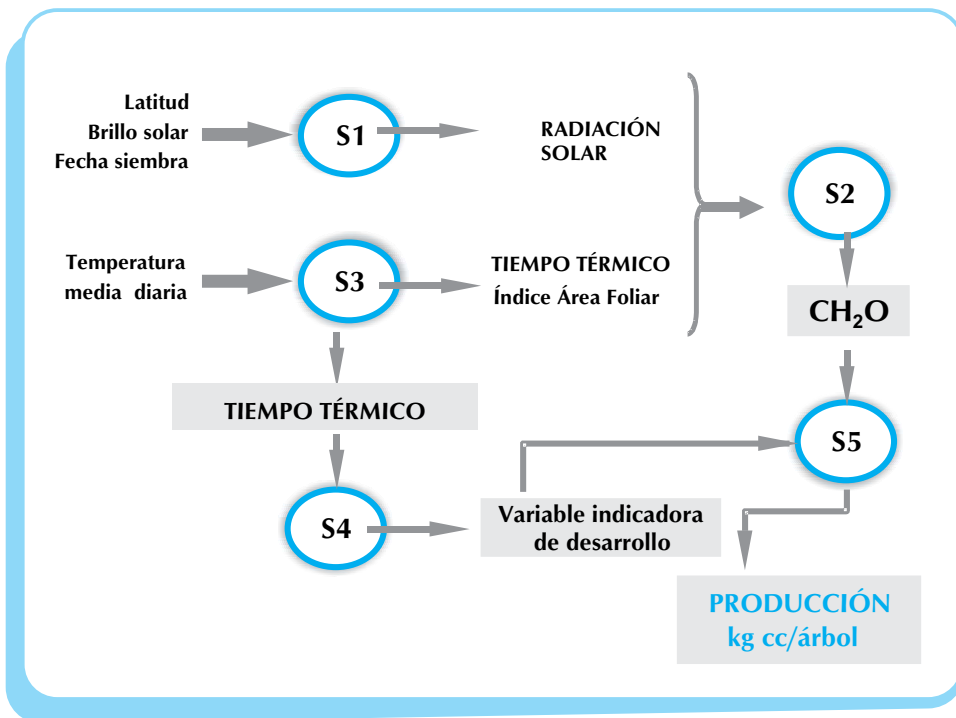 Latitud
Brillo solar
Fecha siembra
S1
RADIACIÓN
SOLAR
S2
Temperatura
media diaria
S3
TIEMPO TÉRMICO
Índice Área Foliar
CH₂O
TIEMPO TÉRMICO
S5
S4
Variable indicadora
de desarrollo
PRODUCCIÓN
kg cc/árbol